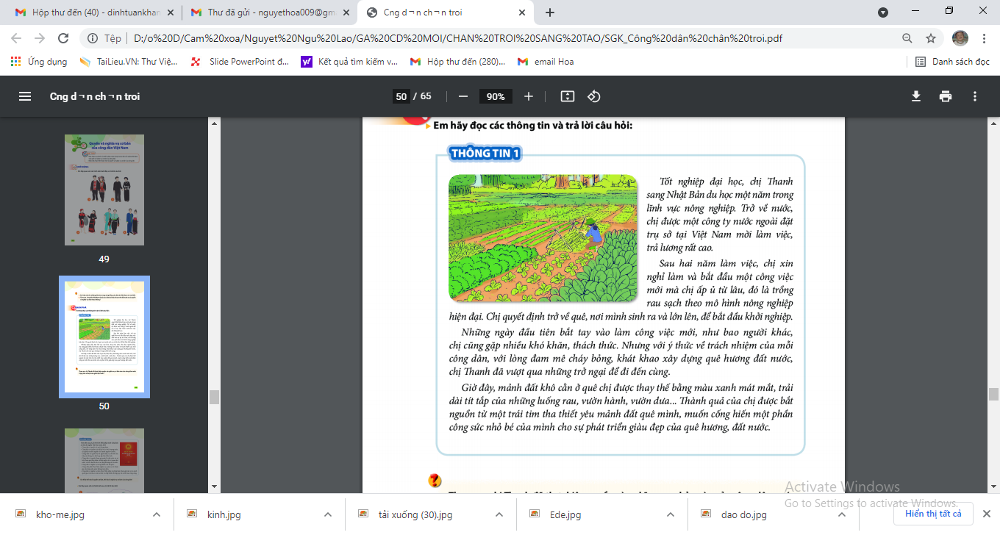 Hộp thư đến (40) - dinhtuankhan
Thư đã gửi - nguyethoa009@gm
Cng d¬n ch¬n troi
Tệp
D:/o%20D/Cam%20xoa/Nguyet%20Ngu%20Lao/GA%20CD%20MOI/CHAN%20TROI%20SANG%20TAO/SGK_Công%20dân%20chân%20troi.pdf
Ứng dụng
TaiLieu.VN: Thư Việ...
Slide PowerPoint đ...
Kết quả tìm kiếm v...
Hộp thư đến (280)...
email Hoa
Danh sách đọc
Cng d¬n ch¬n troi
50 / 65
90%
Quyền và nghĩa vụ cơ bản
của công dân Việt Nam
49
50
Em hãy đọc các thông tin và trả lời câu hỏi:
THÔNG TIN 1
Tốt nghiệp đại học, chị Thanh
sang Nhật Bản du học một năm trong
lĩnh vực nông nghiệp. Trở về nước,
chị được một công ty nước ngoài đặt
trụ sở tại Việt Nam mời làm việc,
trả lương rất cao.
Sau hai năm làm việc, chị xin
nghỉ làm và bắt đầu một công việc
mới mà chị ấp ủ từ lâu, đó là trồng
rau sạch theo mô hình nông nghiệp
hiện đại. Chị quyết định trở về quê, nơi mình sinh ra và lớn lên, để bắt đầu khởi nghiệp.
Những ngày đầu tiên bắt tay vào làm công việc mới, như bao người khác,
chị cũng gặp nhiều khó khăn, thách thức. Nhưng với ý thức về trách nhiệm của mỗi
công dân, với lòng đam mê cháy bỏng, khát khao xây dựng quê hương đất nước,
chị Thanh đã vượt qua những trở ngại để đi đến cùng.
Giờ đây, mảnh đất khô cằn ở quê chị được thay thế bằng màu xanh mát mắt, trải
dài tít tắp của những luống rau, vườn hành, vườn dưa... Thành quả của chị được bắt
nguồn từ một trái tim tha thiết yêu mảnh đất quê mình, muốn cống hiến một phần
công sức nhỏ bé của mình cho sự phát triển giàu đẹp của quê hương, đất nước.
Activate Windows
Go to Settings to activate Windows.
kho-me.jpg
kinh.jpg
tải xuống (30).jpg
Ede.jpg
dao do.jpg
Hiển thị tất cả